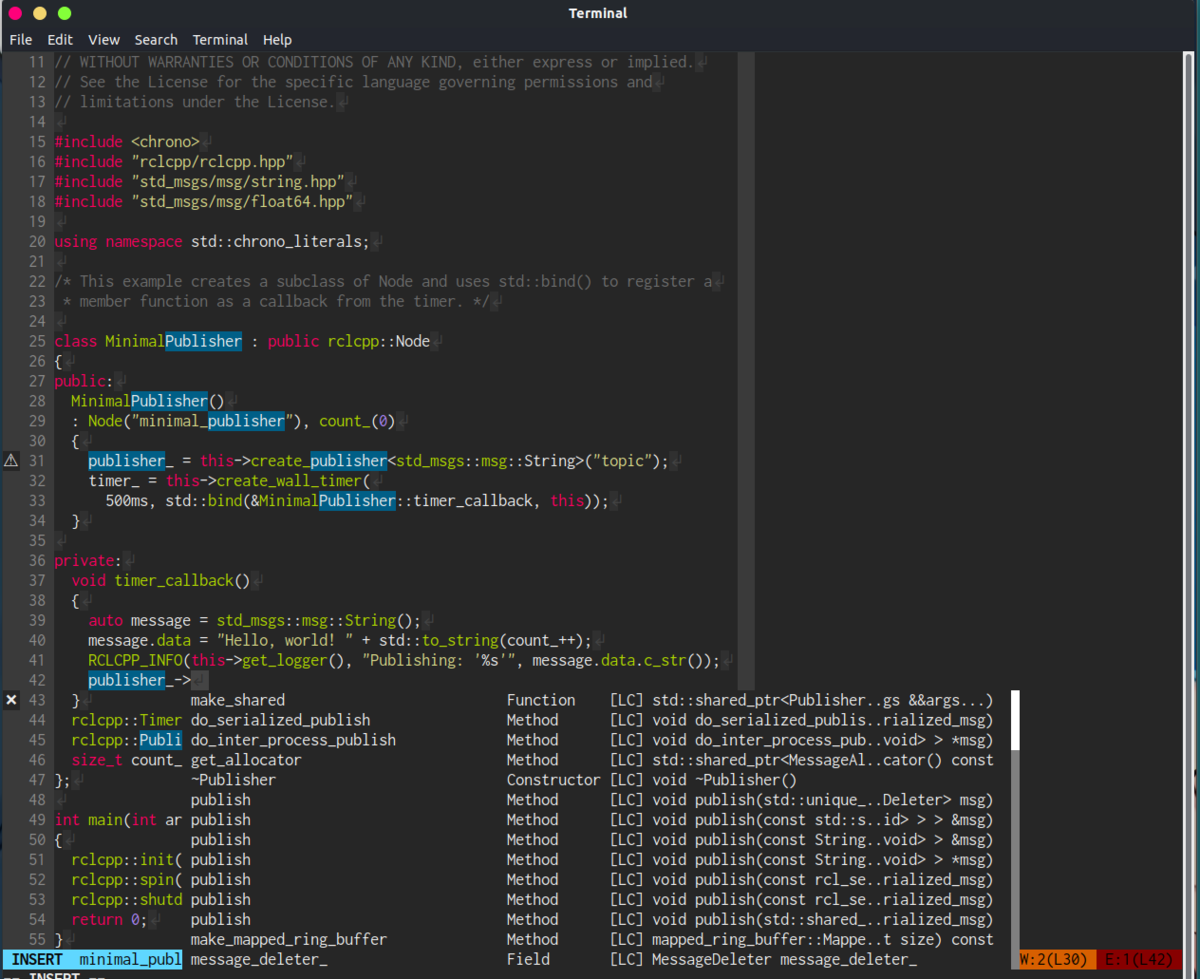 Terminal
File Edit View Search Terminal Help
11 // WITHOUT WARRANTIES OR CONDITIONS OF ANY KIND, either express or implied.
12 // See the License for the specific language governing permissions and
13 // limitations under the License.
14
15 #include <chrono>
16 #include "rclcpp/rclcpp.hpp"
17 #include "std_msgs/msg/string.hpp"
18 #include "std_msgs/msg/float64.hpp"
19
20 using namespace std::chrono_literals;
21
22 /* This example creates a subclass of Node and uses std::bind() to register a
23 * member function as a callback from the timer. */
24
25 class MinimalPublisher : public rclcpp::Node
26 {
27 public:
28 MinimalPublisher()
29 : Node("minimal_publisher"), count_(0)
30 {
31 publisher_ = this->create_publisher<std_msgs::msg::String>("topic");
32 timer_ = this->create_wall_timer(
33 500ms, std::bind(&MinimalPublisher::timer_callback, this));
34 }
35
36 private:
37 void timer_callback()
38 {
39 auto message = std_msgs::msg::String();
40 message.data = "Hello, world! " + std::to_string(count_++);
41 RCLCPP_INFO(this->get_logger(), "Publishing: '%s'", message.data.c_str());
42 publisher_->
43 } make_shared Function [LC] std::shared_ptr<Publisher..gs &&args...)
44 rclcpp::Timer do_serialized_publish Method [LC] void do_serialized_publis..rialized_msg)
45 rclcpp::Publi do_inter_process_publish Method [LC] void do_inter_process_pub..void> > *msg)
46 size_t count_ get_allocator Method [LC] std::shared_ptr<MessageAl..cator() const
47 }; ~Publisher Constructor [LC] void ~Publisher()
48 publish Method [LC] void publish(std::unique_..Deleter> msg)
49 int main(int ar publish Method [LC] void publish(const std::s..id> > > &msg)
50 { publish Method [LC] void publish(const String..void> > &msg)
51 rclcpp::init( publish Method [LC] void publish(const String..void> > *msg)
52 rclcpp::spin( publish Method [LC] void publish(const rcl_se..rialized_msg)
53 rclcpp::shutd publish Method [LC] void publish(const rcl_se..rialized_msg)
54 return 0; publish Method [LC] void publish(std::shared_..rialized_msg)
55 } make_mapped_ring_buffer Method [LC] mapped_ring_buffer::Mappe..t size) const
INSERT minimal_publ message_deleter_ Field [LC] MessageDeleter message_deleter_ W:2(L30) E:1(L42)
-- INSERT --